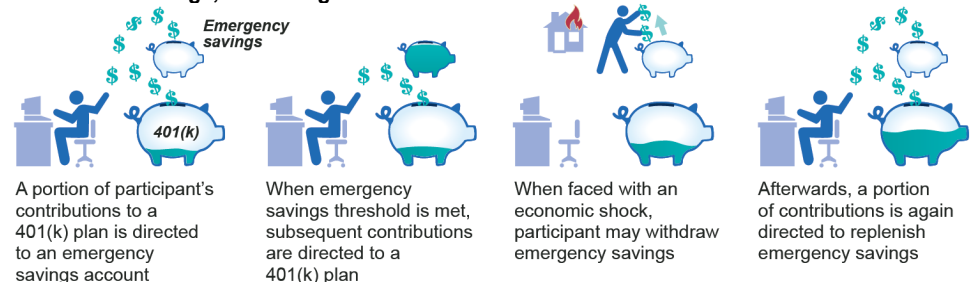 Emergency
savings
401(k)
A portion of participant's
contributions to a
401(k) plan is directed
to an emergency
savings account
When emergency
savings threshold is met,
subsequent contributions
are directed to a
401(k) plan
When faced with an
economic shock,
participant may withdraw
emergency savings
Afterwards, a portion
of contributions is again
directed to replenish
emergency savings